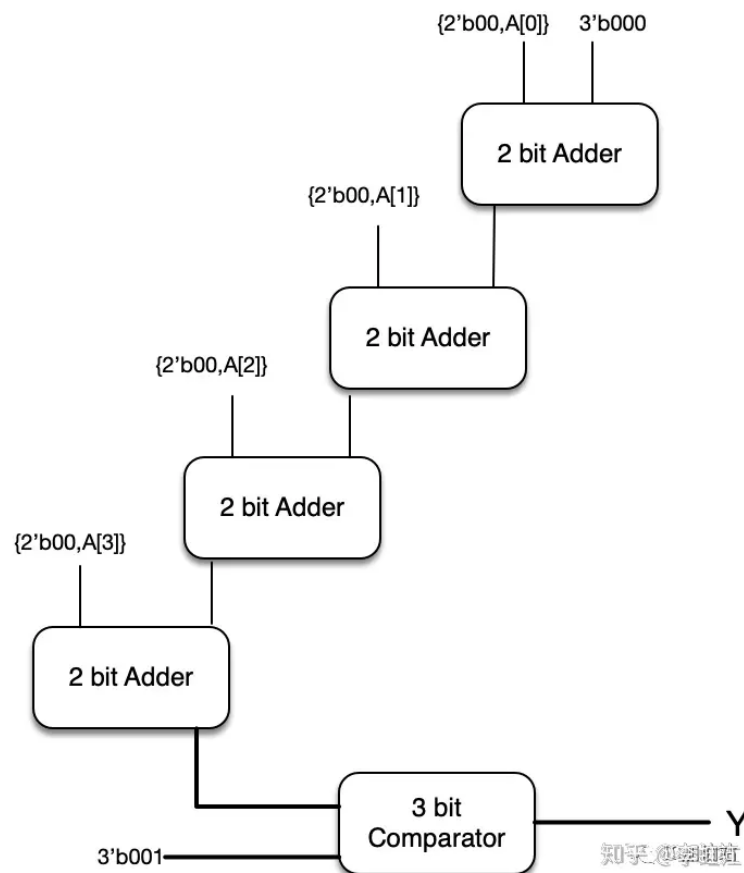 {2’b00,A[0]} 3’b000
2 bit Adder
{2’b00,A[1]}
2 bit Adder
{2’b00,A[2]}
2 bit Adder
{2’b00,A[3]}
2 bit Adder
3 bit
Comparator
Y
3’b001
知乎